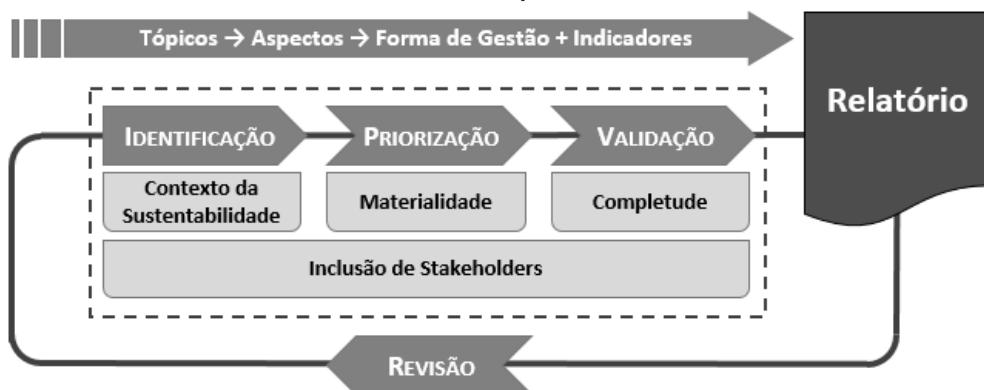 Tópicos → Aspectos → Forma de Gestão + Indicadores
Relatório
IDENTIFICAÇÃO
PRIORIZAÇÃO
VALIDAÇÃO
Contexto da
Sustentabilidade
Materialidade
Completude
Inclusão de Stakeholders
REVISÃO